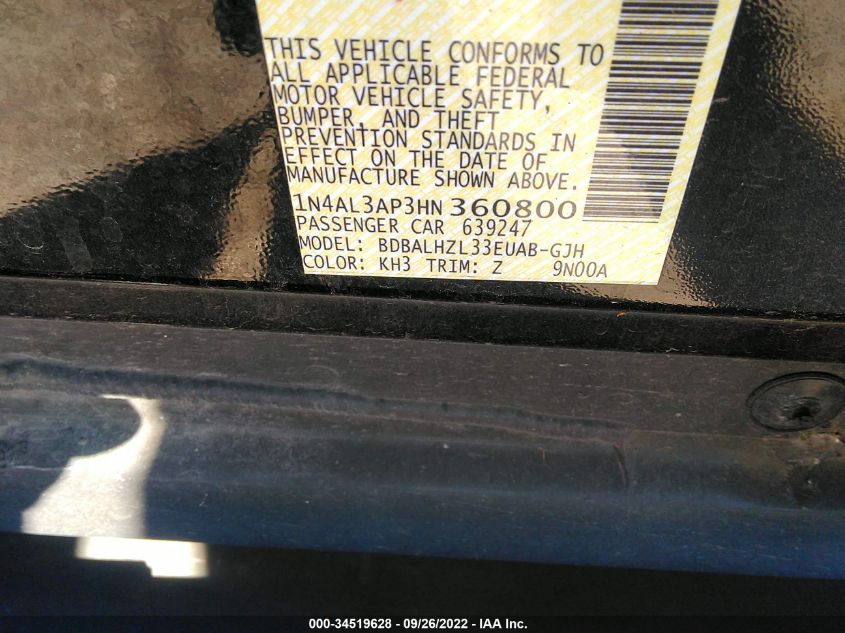 THIS VEHICLE CONFORMS TO
ALL APPLICABLE FEDERAL
MOTOR VEHICLE SAFETY,
BUMPER, AND THEFT
PREVENTION STANDARDS IN
EFFECT ON THE DATE OF
MANUFACTURE SHOWN ABOVE.
1N4AL3AP3HN 360800
PASSENGER CAR 639247
MODEL: BDBALHZL33EUAB-GJH
COLOR: KH3 TRIM: Z 9N00A
000-34519628 - 09/26/2022 - IAA Inc.